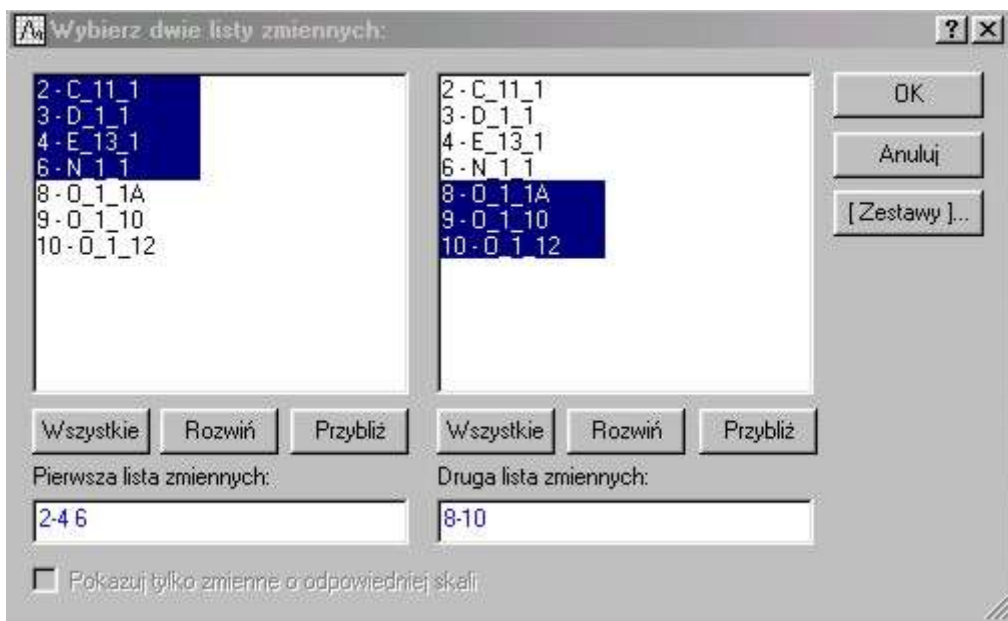 Wybierz dwie listy zmiennych:
2 - C_11_1
3 - D_1_1
4 - E_13_1
6 - N_1_1
8 - O_1_1A
9 - O_1_10
10 - O_1_12
2 - C_11_1
3 - D_1_1
4 - E_13_1
6 - N_1_1
8 - O_1_1A
9 - O_1_10
10 - O_1_12
OK
Anuluj
[ Zestawy ]...
Wszystkie Rozwiń Przybliż
Wszystkie Rozwiń Przybliż
Pierwsza lista zmiennych:
2-4 6
Druga lista zmiennych:
8-10
Pokazuj tylko zmienne o odpowiedniej skali